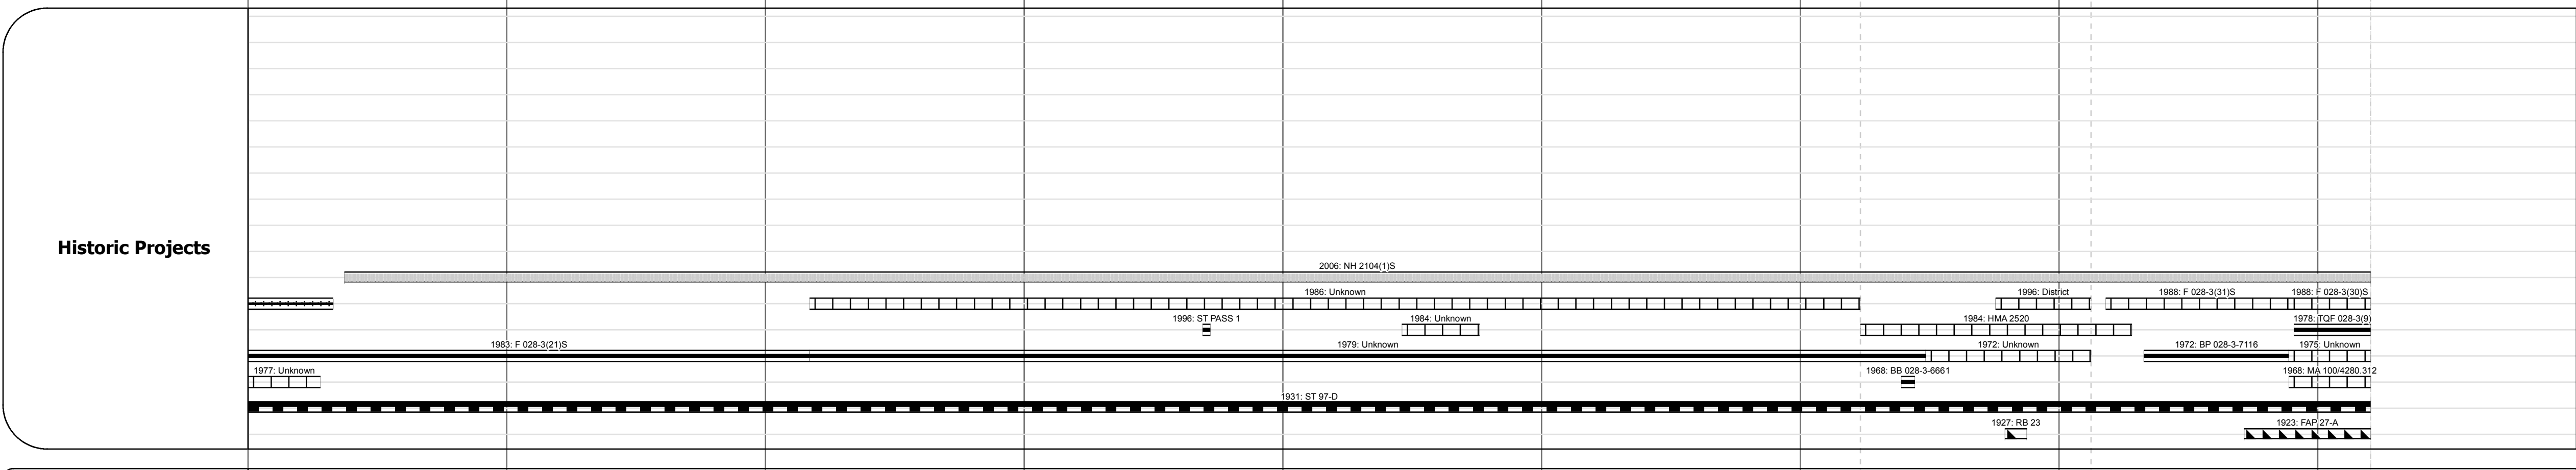 Historic Projects
2006: NH 2104(1)S
1986: Unknown
1996: District
1988: F 028-3(31)S
1988: F 028-3(30)S
1996: ST PASS 1
1984: Unknown
1984: HMA 2520
1978: TQF 028-3(9)
1983: F 028-3(21)S
1979: Unknown
1972: Unknown
1972: BP 028-3-7116
1975: Unknown
1977: Unknown
1968: BB 028-3-6661
1968: MA 100/4280.312
1931: ST 97-D
1927: RB 23
1923: FAP 27-A